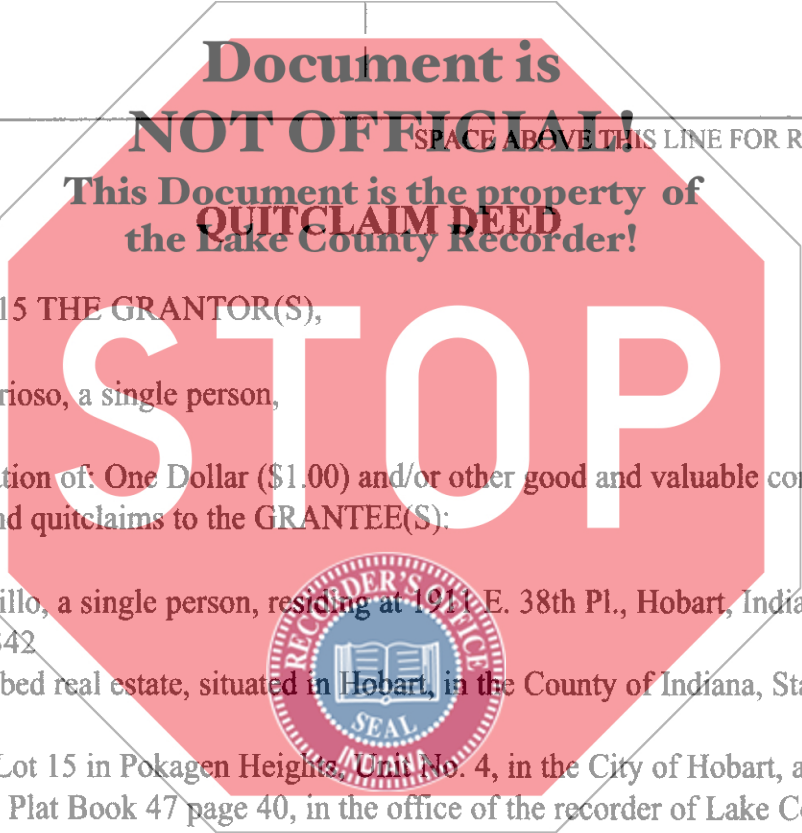 Document is
NOT OFFICIAL!
SPACE ABOVE THIS LINE FOR R
This Document is the property of
QUITCLAIM DEED
the Lake County Recorder!
15 THE GRANTOR(S),
STOP
rioso, a single person,
tion of: One Dollar ($1.00) and/or other good and valuable con
nd quitclaims to the GRANTEE(S):
illo, a single person, residing at 1911 E. 38th Pl., Hobart, India
342
bed real estate, situated in Hobart, in the County of Indiana, Sta
RECORDER'S OFFICE
SEAL
INDIANA
Lot 15 in Pokagen Heights, Unit No. 4, in the City of Hobart, a
Plat Book 47 page 40, in the office of the recorder of Lake Co